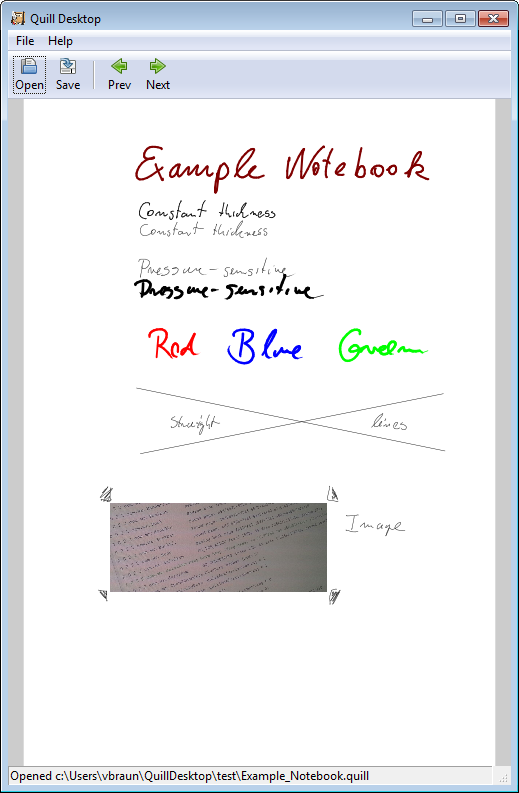 Quill Desktop
File Help
Open Save Prev Next
Example Notebook
Constant thickness
Constant thickness
Pressure-sensitive
Pressure-sensitive
Red Blue Green
Straight lines
Image
Opened c:\Users\vbraun\QuillDesktop\test\Example_Notebook.quill